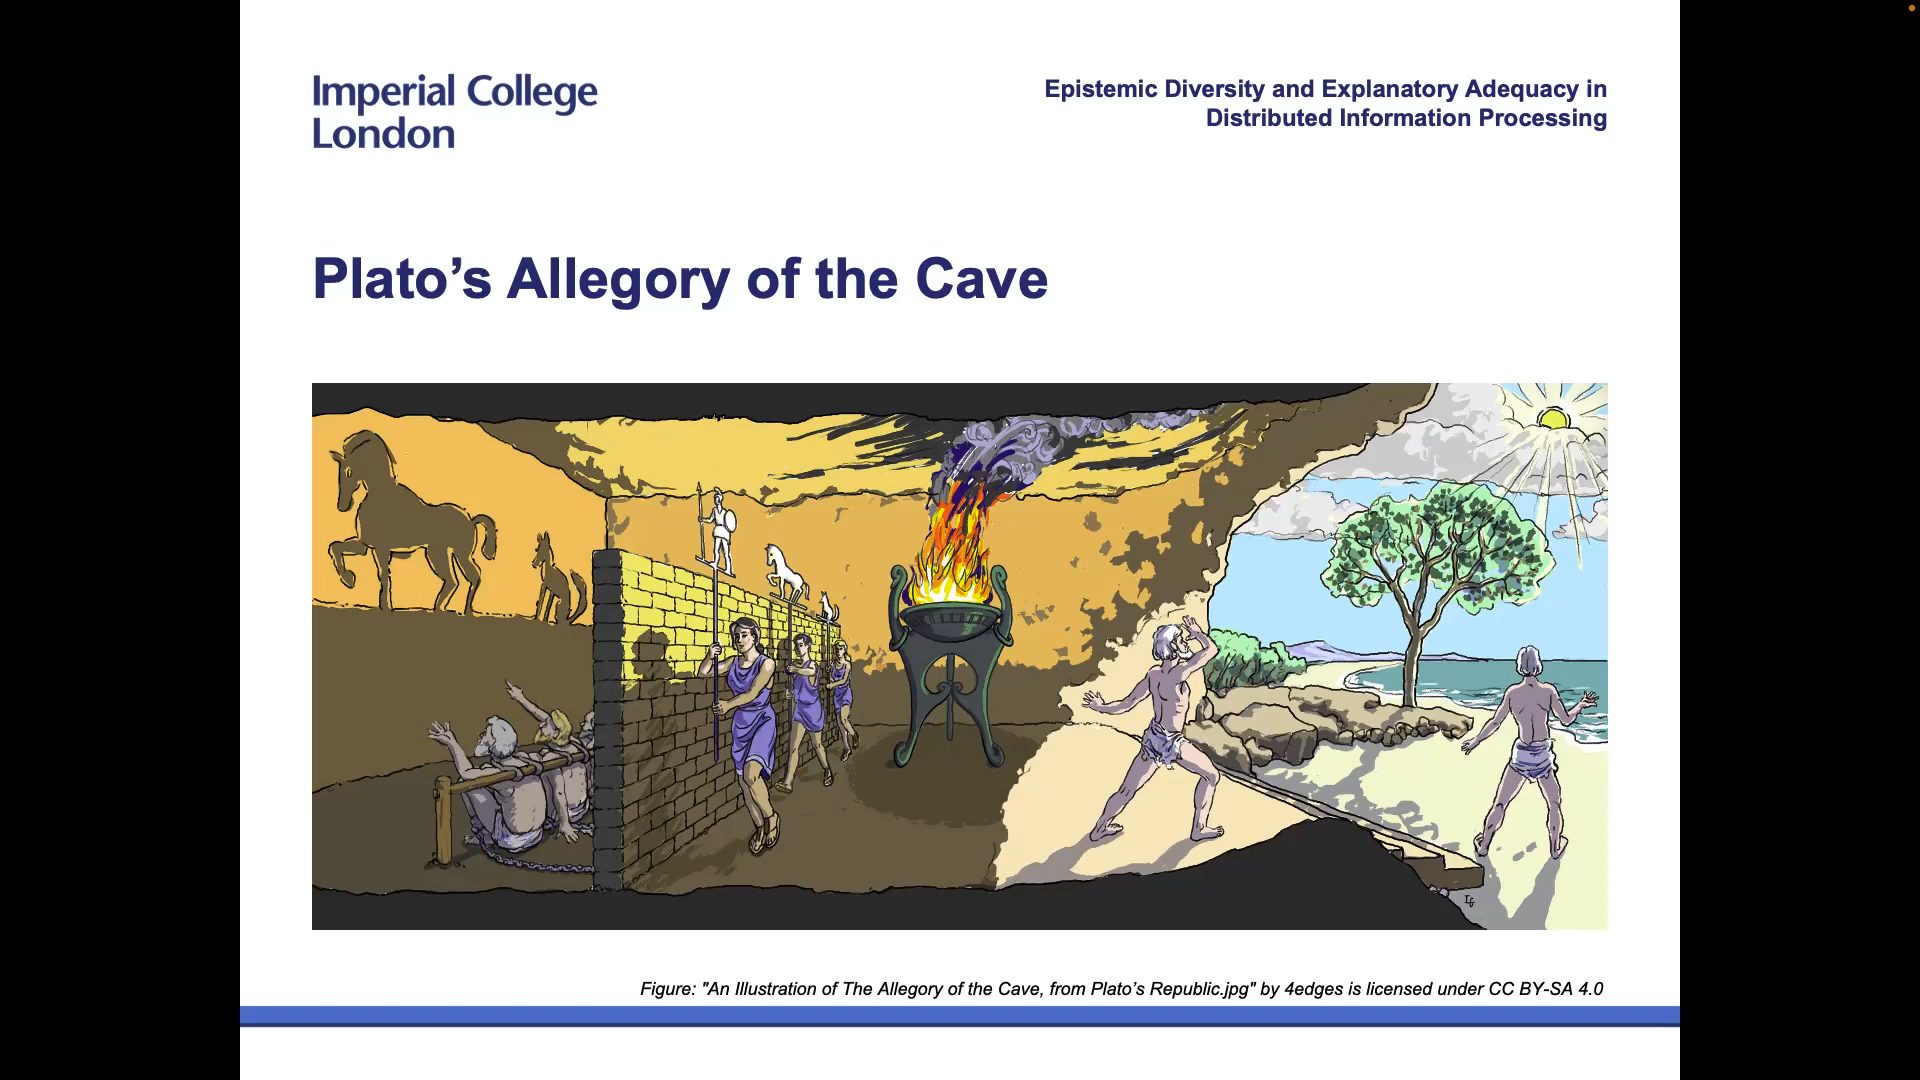 Imperial College
London
Epistemic Diversity and Explanatory Adequacy in
Distributed Information Processing
Plato’s Allegory of the Cave
Figure: "An Illustration of The Allegory of the Cave, from Plato’s Republic.jpg" by 4edges is licensed under CC BY-SA 4.0